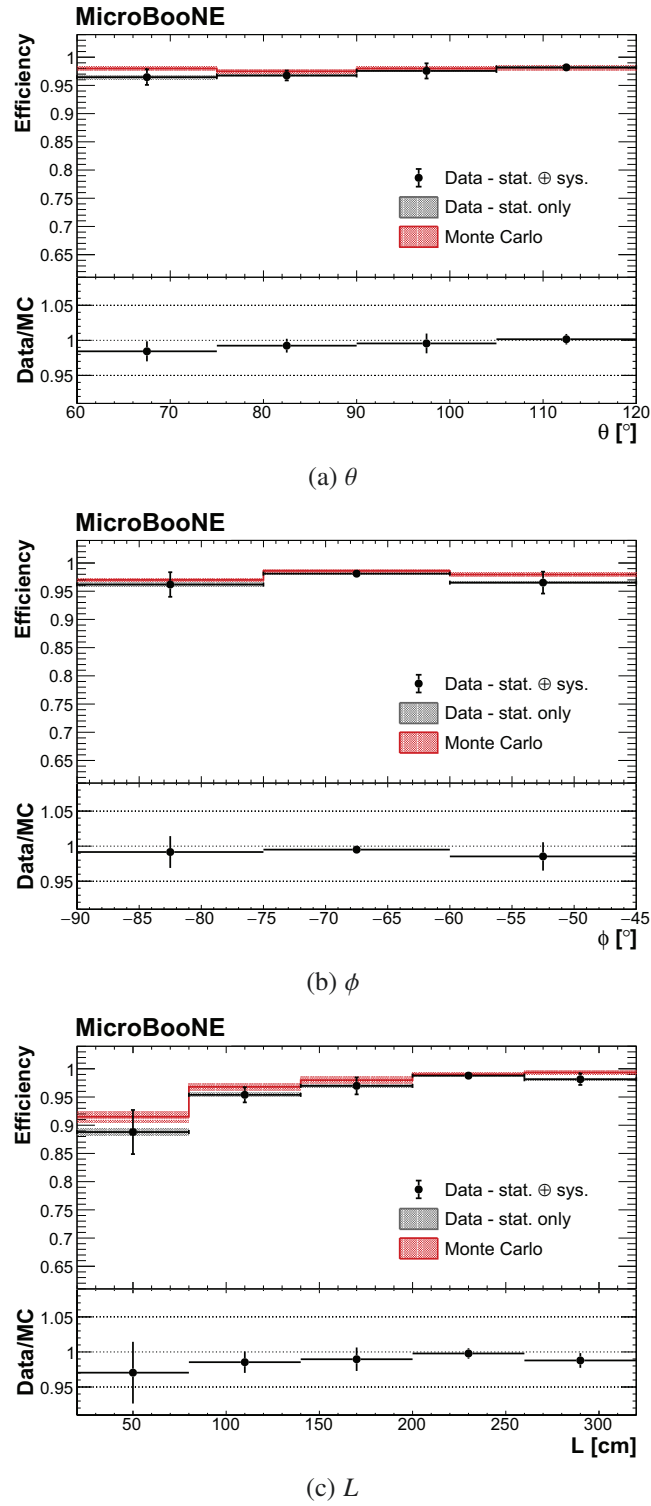 MicroBooNE
Efficiency
1
0.95
0.9
0.85
0.8
0.75
0.7
0.65
Data - stat. ⊕ sys.
Data - stat. only
Monte Carlo
Data/MC
1.05
1
0.95
60 70 80 90 100 110 120
θ [°]
(a) θ
MicroBooNE
Efficiency
1
0.95
0.9
0.85
0.8
0.75
0.7
0.65
Data - stat. ⊕ sys.
Data - stat. only
Monte Carlo
Data/MC
1.05
1
0.95
−90 −85 −80 −75 −70 −65 −60 −55 −50 −45
ϕ [°]
(b) ϕ
MicroBooNE
Efficiency
1
0.95
0.9
0.85
0.8
0.75
0.7
0.65
Data - stat. ⊕ sys.
Data - stat. only
Monte Carlo
Data/MC
1.05
1
0.95
50 100 150 200 250 300
L [cm]
(c) L